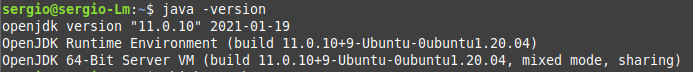 sergio@sergio-Lm:~$ java -version
openjdk version "11.0.10" 2021-01-19
OpenJDK Runtime Environment (build 11.0.10+9-Ubuntu-0ubuntu1.20.04)
OpenJDK 64-Bit Server VM (build 11.0.10+9-Ubuntu-0ubuntu1.20.04, mixed mode, sharing)